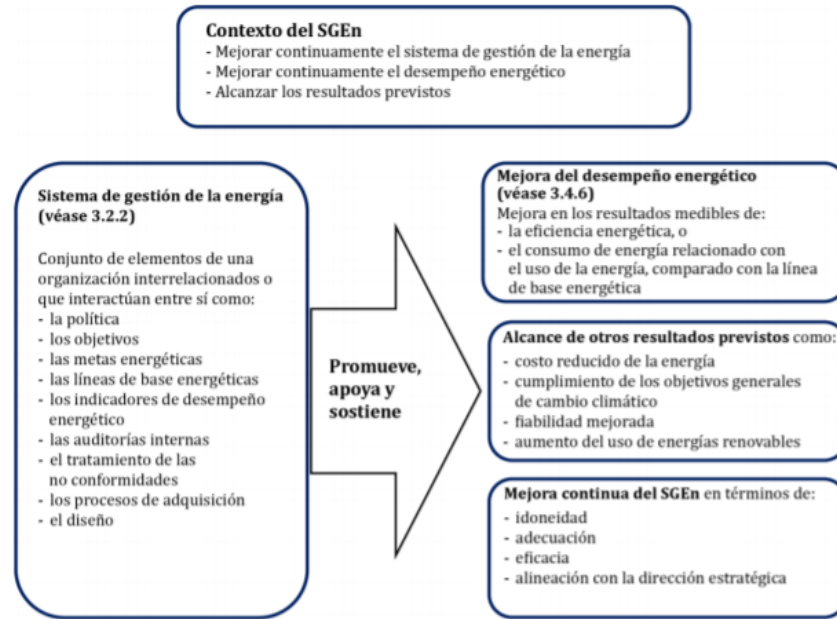 Contexto del SGEn
- Mejorar continuamente el sistema de gestión de la energía
- Mejorar continuamente el desempeño energético
- Alcanzar los resultados previstos
Sistema de gestión de la energía
(véase 3.2.2)
Conjunto de elementos de una
organización interrelacionados o
que interactúan entre sí como:
- la política
- los objetivos
- las metas energéticas
- las líneas de base energéticas
- los indicadores de desempeño
energético
- las auditorías internas
- el tratamiento de las
no conformidades
- los procesos de adquisición
- el diseño
Promueve,
apoya y
sostiene
Mejora del desempeño energético
(véase 3.4.6)
Mejora en los resultados medibles de:
- la eficiencia energética, o
- el consumo de energía relacionado con
el uso de la energía, comparado con la línea
de base energética
Alcance de otros resultados previstos como:
- costo reducido de la energía
- cumplimiento de los objetivos generales
de cambio climático
- fiabilidad mejorada
- aumento del uso de energías renovables
Mejora continua del SGEn en términos de:
- idoneidad
- adecuación
- eficacia
- alineación con la dirección estratégica